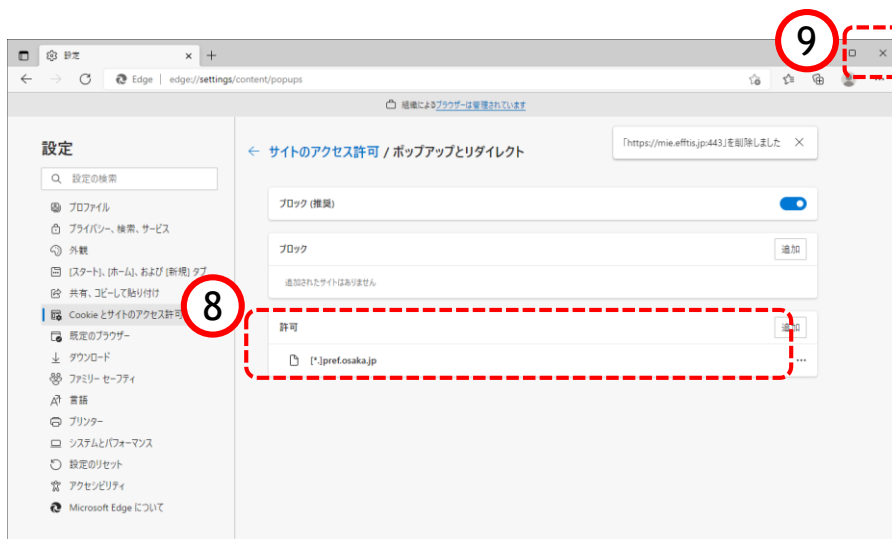 9
設定
Edge | edge://settings/content/popups
組織によるブラウザーは管理されています
設定
設定の検索
プロファイル
プライバシー、検索、サービス
外観
[スタート]、[ホーム]、および [新規] タブ
共有、コピーして貼り付け
Cookie とサイトのアクセス許可
既定のブラウザー
ダウンロード
ファミリー セーフティ
言語
プリンター
システムとパフォーマンス
設定のリセット
アクセシビリティ
Microsoft Edge について
サイトのアクセス許可 / ポップアップとリダイレクト
「https://mie.efftis.jp:443」を削除しました
ブロック (推奨)
ブロック
追加
追加されたサイトはありません
8
許可
追加
[*.]pref.osaka.jp